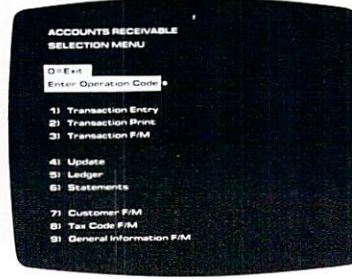 ACCOUNTS RECEIVABLE
SELECTION MENU
0=Exit
Enter Operation Code
1) Transaction Entry
2) Transaction Print
3) Transaction F/M
4) Update
5) Ledger
6) Statements
7) Customer F/M
8) Tax Code F/M
9) General Information F/M